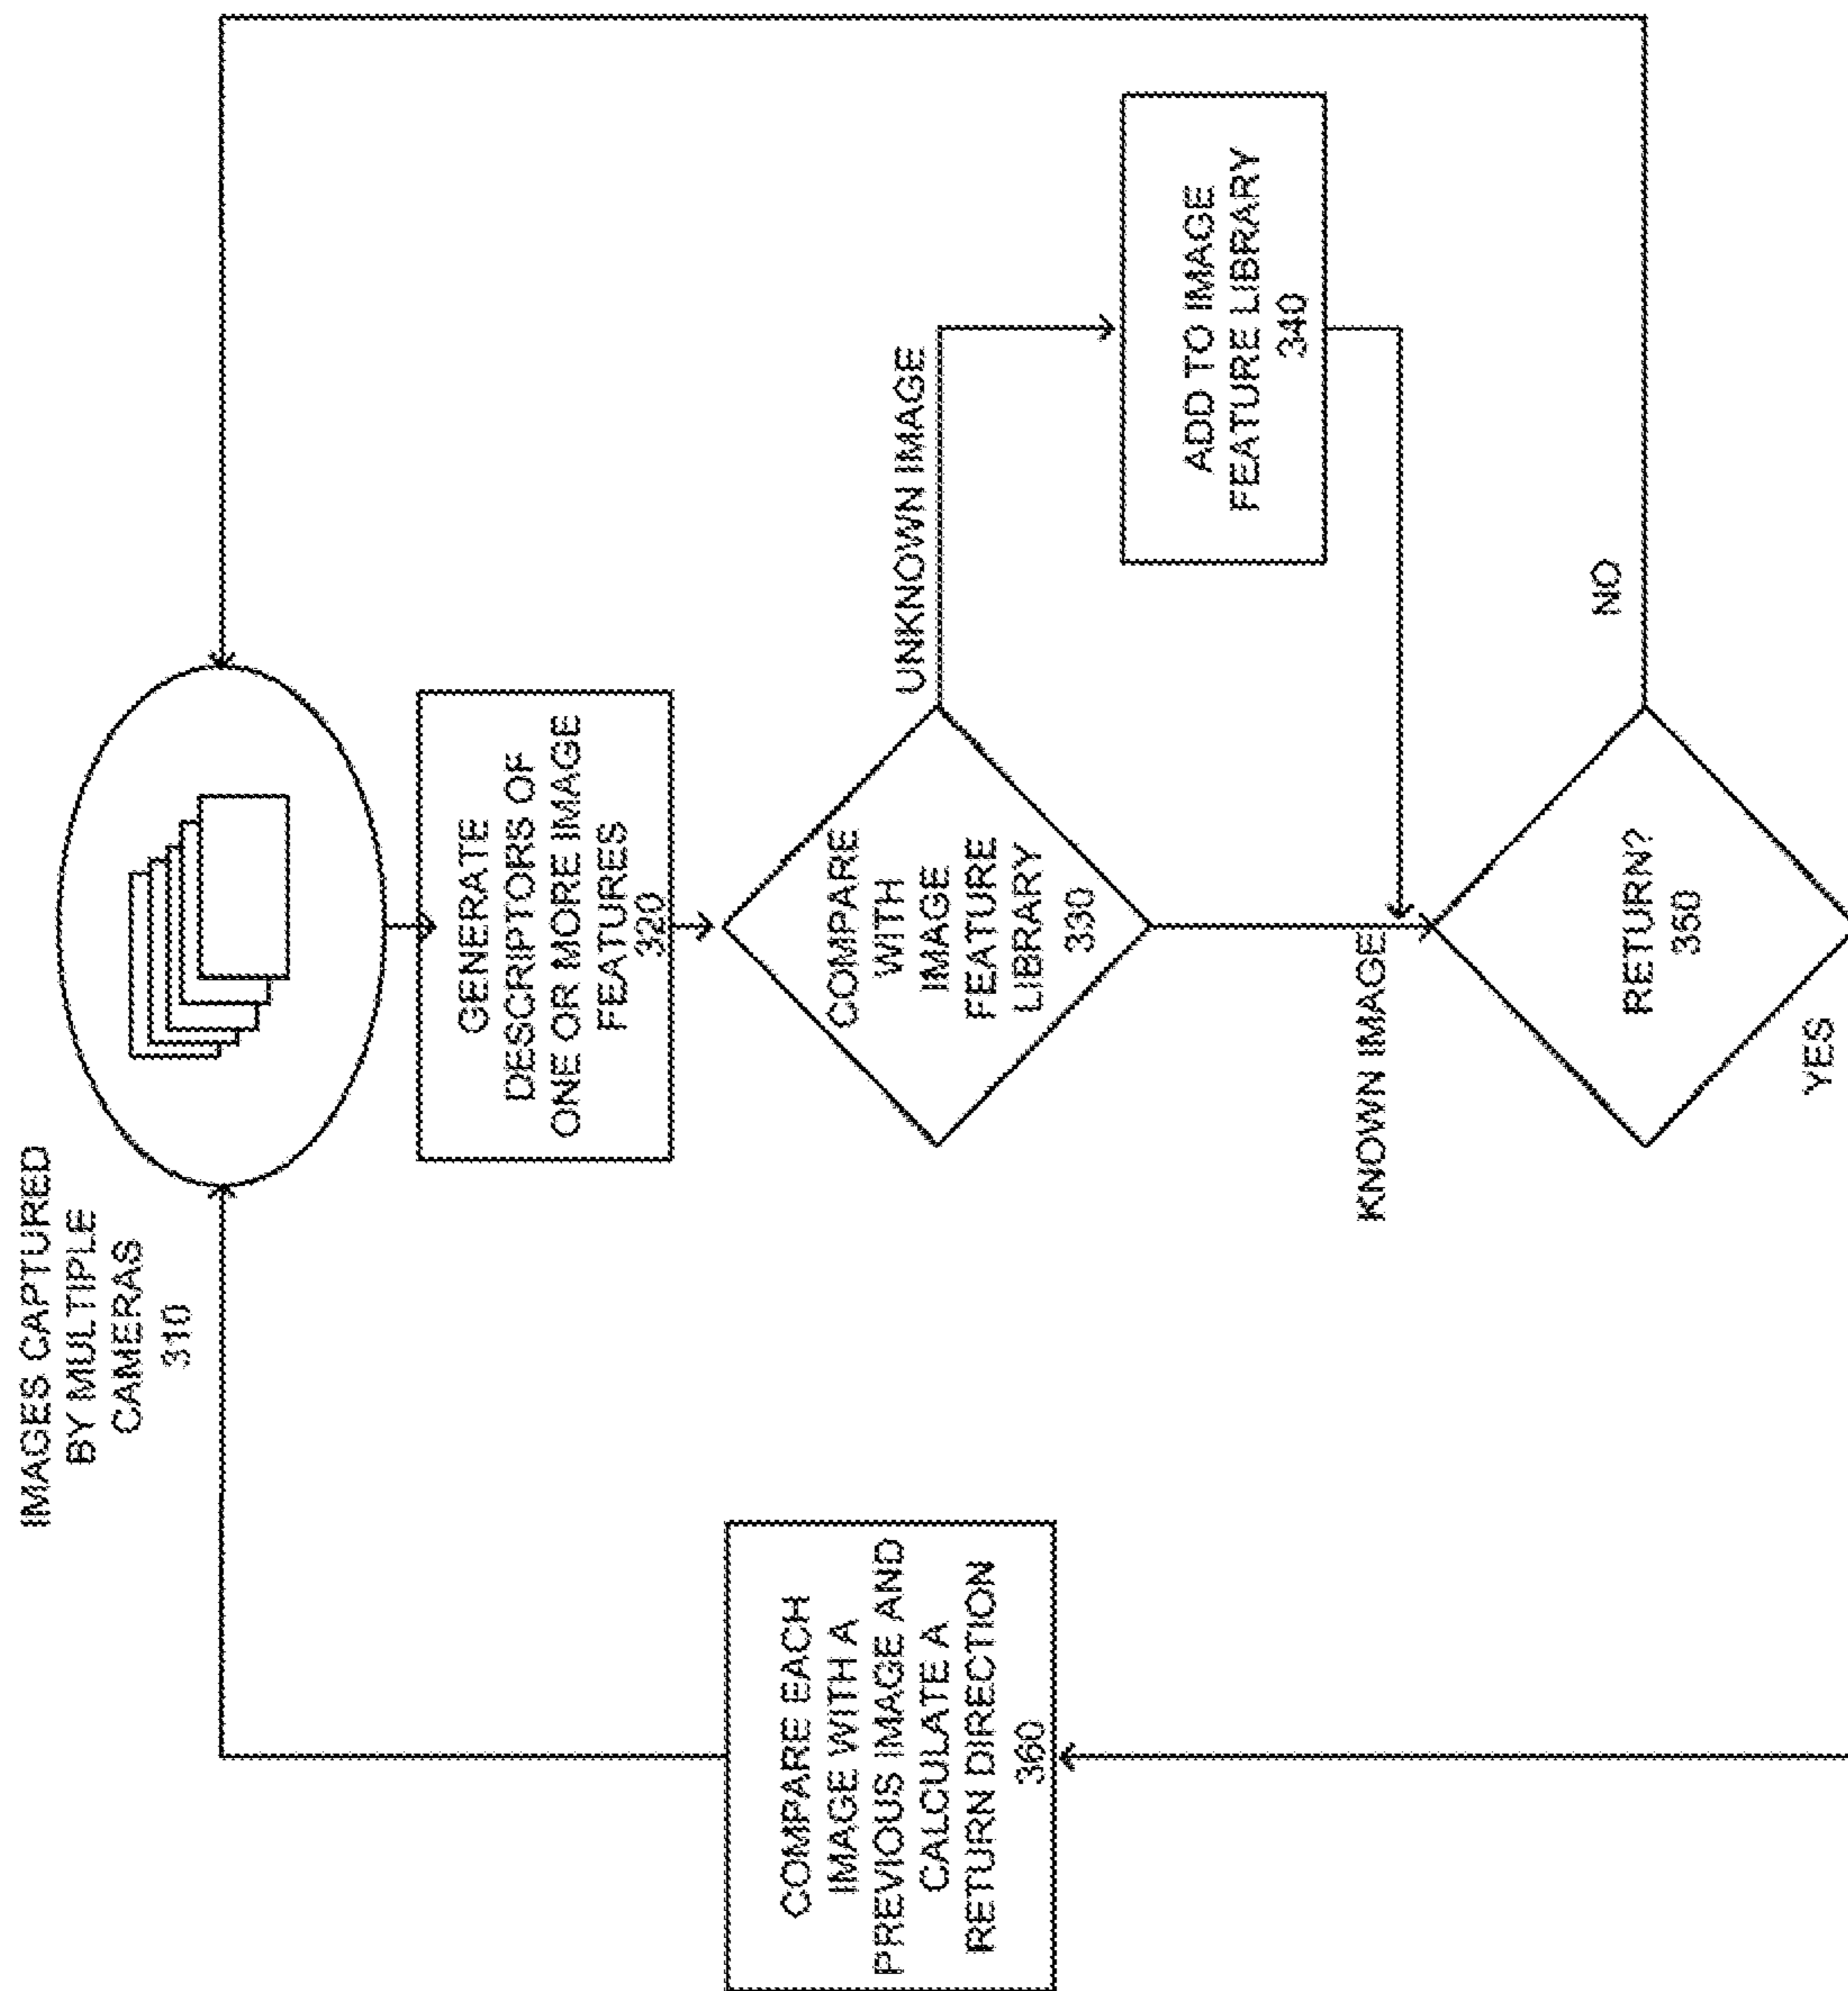 IMAGES CAPTURED
BY MULTIPLE
CAMERAS
310
GENERATE
DESCRIPTORS OF
ONE OR MORE IMAGE
FEATURES
320
COMPARE
WITH
IMAGE
FEATURE
LIBRARY
330
UNKNOWN IMAGE
ADD TO IMAGE
FEATURE LIBRARY
340
KNOWN IMAGE
RETURN?
350
NO
YES
COMPARE EACH
IMAGE WITH A
PREVIOUS IMAGE AND
CALCULATE A
RETURN DIRECTION
360